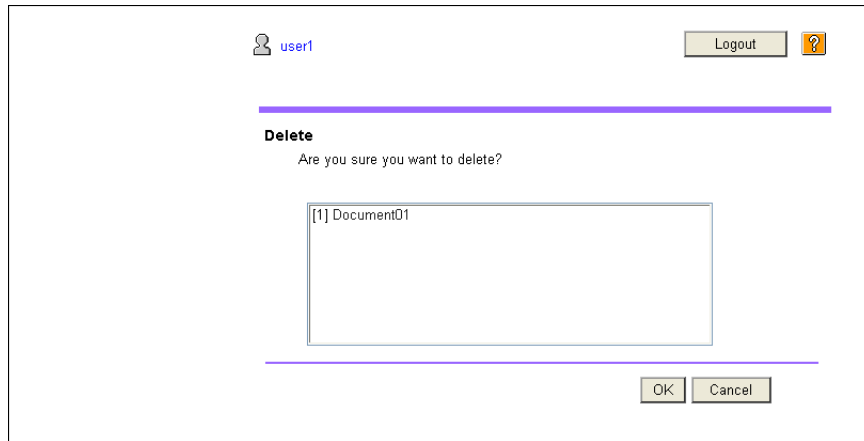 user1 Logout ?
Delete
Are you sure you want to delete?
[1] Document01
OK Cancel